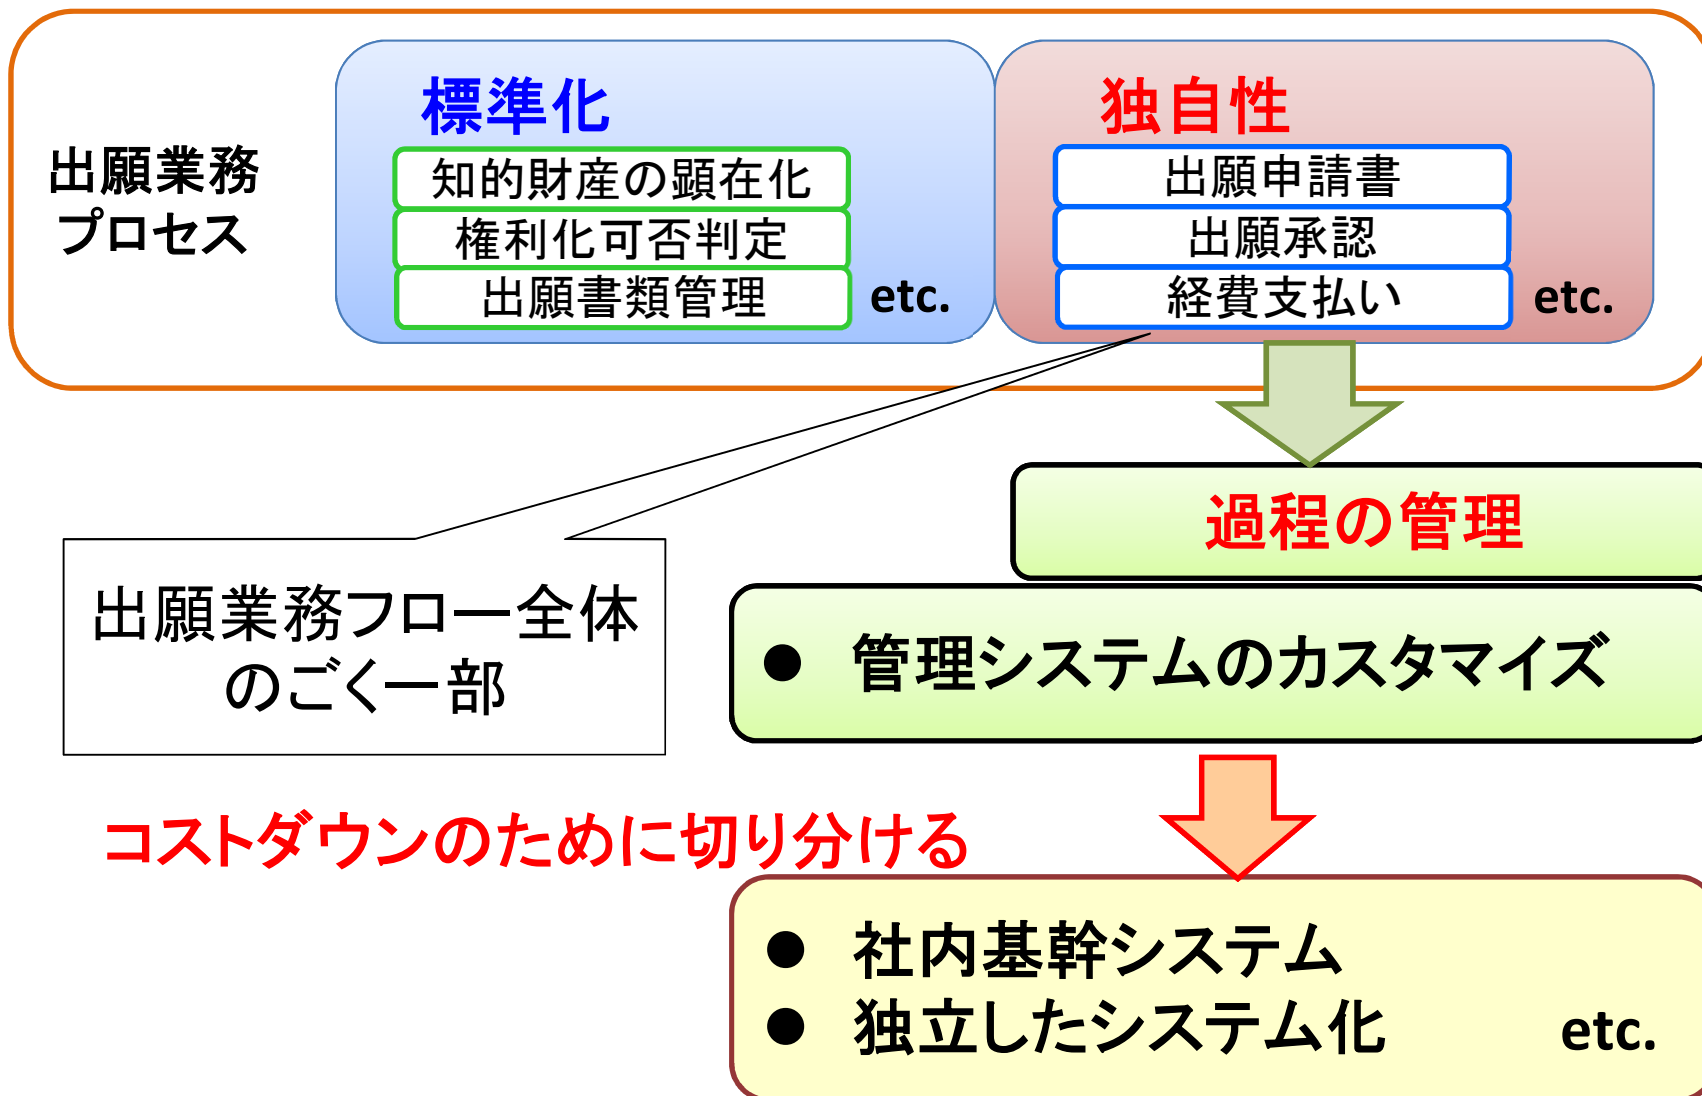 出願業務
プロセス
標準化
知的財産の顕在化
権利化可否判定
出願書類管理
etc.
独自性
出願申請書
出願承認
経費支払い
etc.
過程の管理
出願業務フロー全体
のごく一部
● 管理システムのカスタマイズ
コストダウンのために切り分ける
● 社内基幹システム
● 独立したシステム化 etc.